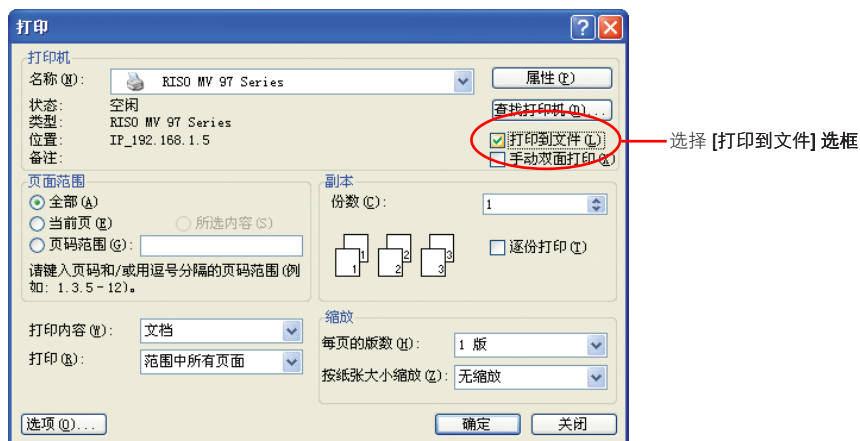 打印
打印机
名称(N): RISO MV 97 Series 属性(P)
状态: 空闲 查找打印机(D)...
类型: RISO MV 97 Series
位置: IP_192.168.1.5 打印到文件(L) 选择 [打印到文件] 选框
备注: 手动双面打印(X)
页面范围
全部(A)
当前页(E) 所选内容(S)
页码范围(G):
请键入页码和/或用逗号分隔的页码范围(例
如: 1.3.5-12)。
副本
份数(C): 1
1 1 2 2 3 3
逐份打印(T)
打印内容(W): 文档
打印(R): 范围中所有页面
缩放
每页的版数(H): 1 版
按纸张大小缩放(Z): 无缩放
选项(O)... 确定 关闭